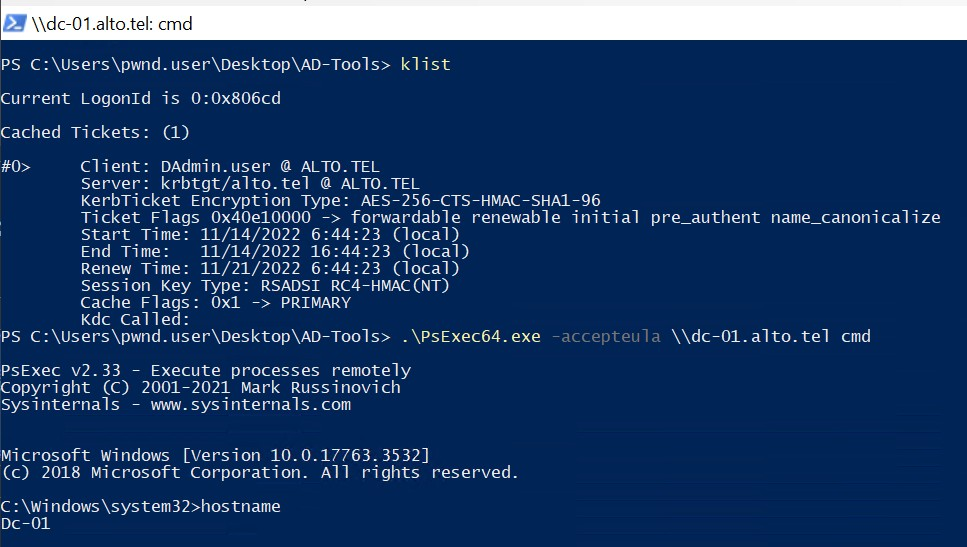 \\dc-01.alto.tel: cmd
PS C:\Users\pwnd.user\Desktop\AD-Tools> klist
Current LogonId is 0:0x806cd
Cached Tickets: (1)
#0> Client: DAdmin.user @ ALTO.TEL
Server: krbtgt/alto.tel @ ALTO.TEL
KerbTicket Encryption Type: AES-256-CTS-HMAC-SHA1-96
Ticket Flags 0x40e10000 -> forwardable renewable initial pre_authent name_canonicalize
Start Time: 11/14/2022 6:44:23 (local)
End Time: 11/14/2022 16:44:23 (local)
Renew Time: 11/21/2022 6:44:23 (local)
Session Key Type: RSADSI RC4-HMAC(NT)
Cache Flags: 0x1 -> PRIMARY
Kdc Called:
PS C:\Users\pwnd.user\Desktop\AD-Tools> .\PsExec64.exe -accepteula \\dc-01.alto.tel cmd
PsExec v2.33 - Execute processes remotely
Copyright (C) 2001-2021 Mark Russinovich
Sysinternals - www.sysinternals.com
Microsoft Windows [Version 10.0.17763.3532]
(c) 2018 Microsoft Corporation. All rights reserved.
C:\Windows\system32>hostname
Dc-01